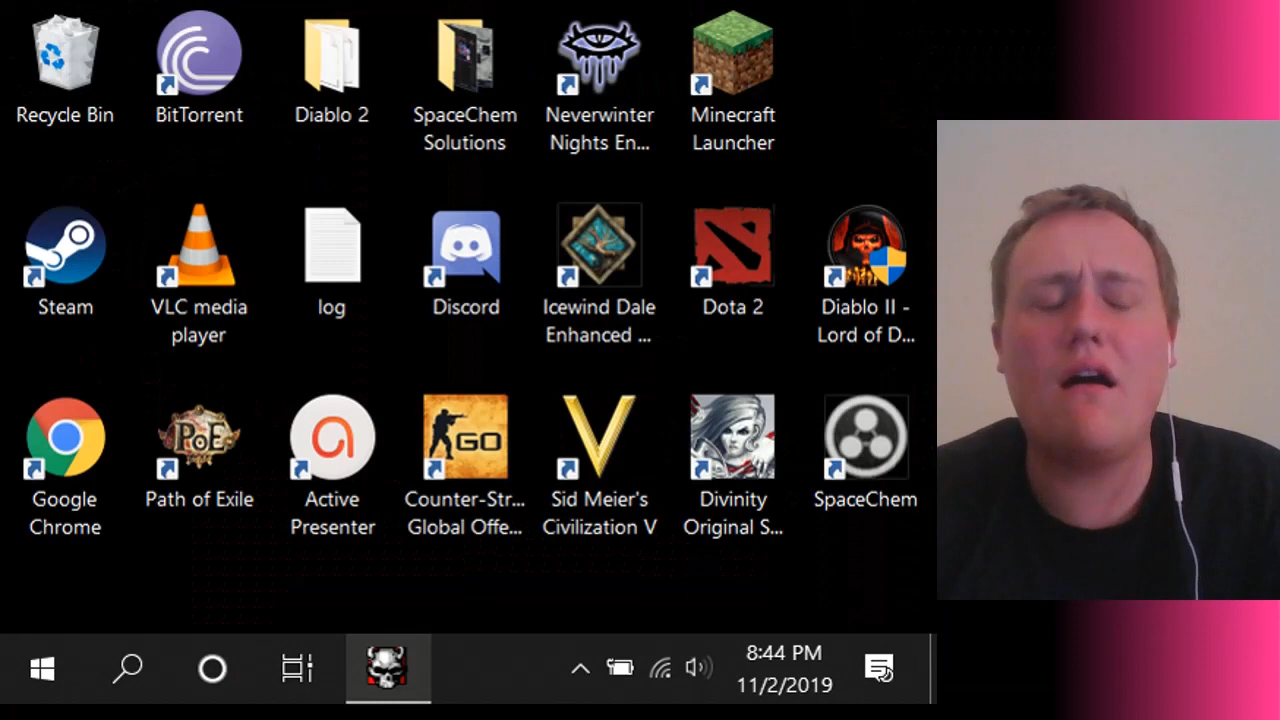 Recycle Bin
BitTorrent
Diablo 2
SpaceChem
Solutions
Neverwinter
Nights En...
Minecraft
Launcher
Steam
VLC media
player
log
Discord
Icewind Dale
Enhanced ...
Dota 2
Diablo II -
Lord of D...
Google
Chrome
PoE
Path of Exile
Active
Presenter
GO
Counter-Str...
Global Offe...
Sid Meier's
Civilization V
Divinity
Original S...
SpaceChem
8:44 PM
11/2/2019